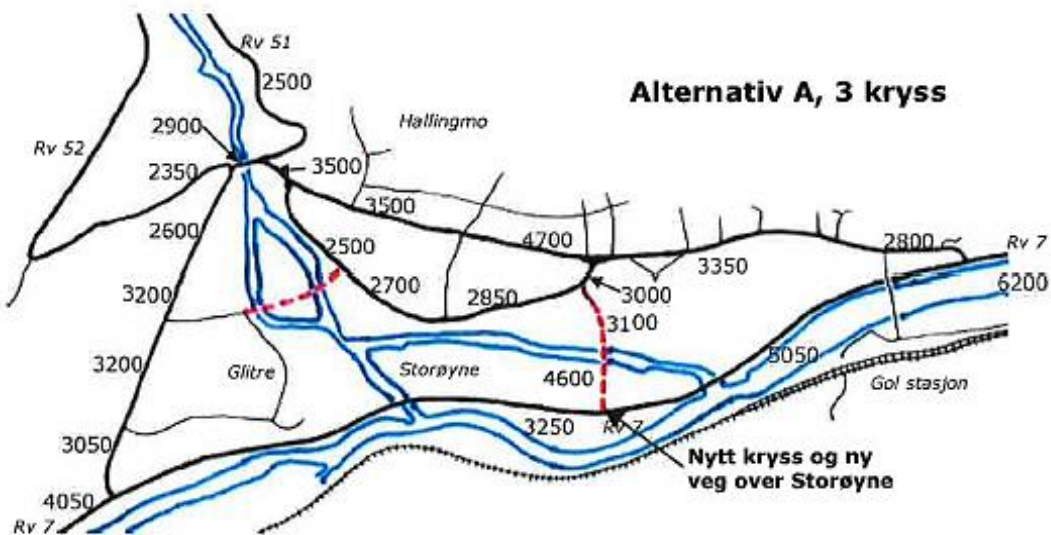 Rv 51
2500
Alternativ A, 3 kryss
Hallingmo
2900
Rv 52
3500
2350
3500
2600
2500
4700
2800
Rv 7
3350
2700
6200
3200
2850
3000
3100
3200
5050
Glitre
Storøyne
4600
Gol stasjon
3250
Rv 7
3050
Nytt kryss og ny
veg over Storøyne
4050
Rv 7